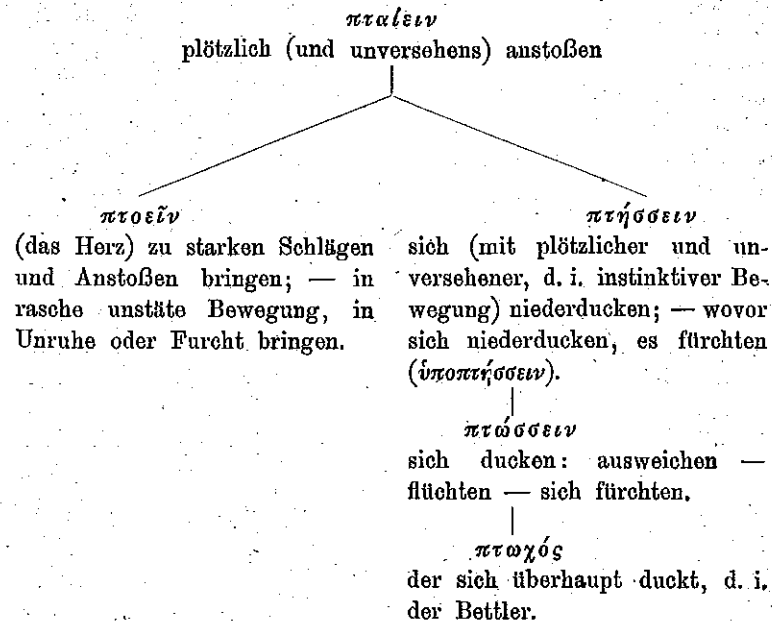 πταίειν
plötzlich (und unversehens) anstoßen
πτοεῖν
(das Herz) zu starken Schlägen
und Anstoßen bringen; — in
rasche unstäte Bewegung, in
Unruhe oder Furcht bringen.
πτήσσειν
sich (mit plötzlicher und un-
versehener, d. i. instinktiver Be-
wegung) niederducken; — wovor
sich niederducken, es fürchten
(ὑποπτήσσειν).
πτώσσειν
sich ducken: ausweichen —
flüchten — sich fürchten.
πτωχός
der sich überhaupt duckt, d. i.
der Bettler.